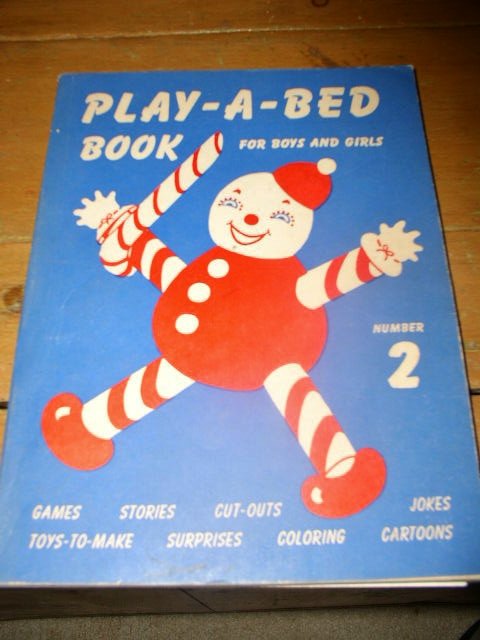 PLAY-A-BED
BOOK FOR BOYS AND GIRLS
NUMBER
2
GAMES STORIES CUT-OUTS JOKES
TOYS-TO-MAKE SURPRISES COLORING CARTOONS